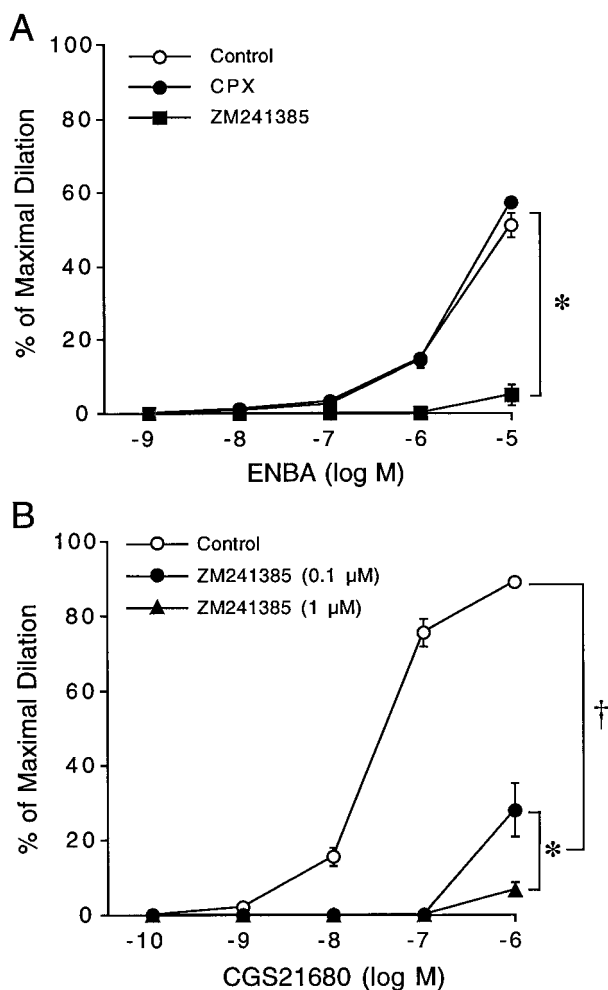 A
100
80
60
40
20
0
% of Maximal Dilation
Control
CPX
ZM241385
*
-9 -8 -7 -6 -5
ENBA (log M)
B
100
80
60
40
20
0
% of Maximal Dilation
Control
ZM241385 (0.1 µM)
ZM241385 (1 µM)
†
*
-10 -9 -8 -7 -6
CGS21680 (log M)